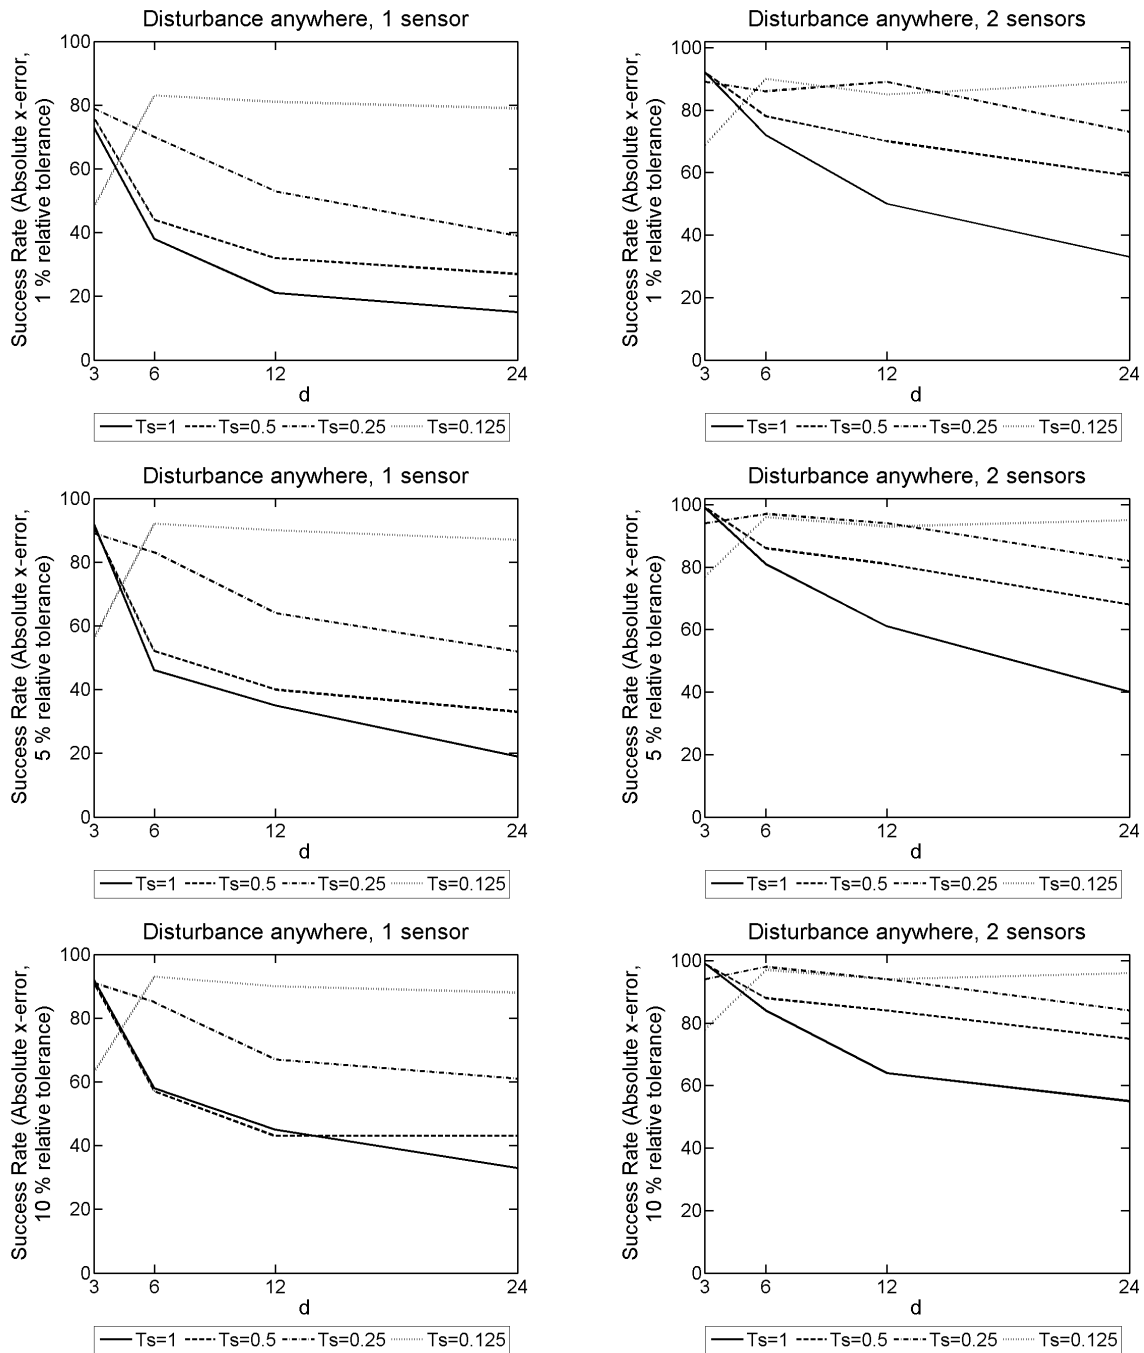 Disturbance anywhere, 1 sensor
Success Rate (Absolute x-error,
1 % relative tolerance)
100
80
60
40
20
0
3 6 12 24
d
Ts=1 Ts=0.5 Ts=0.25 Ts=0.125
Disturbance anywhere, 2 sensors
Success Rate (Absolute x-error,
1 % relative tolerance)
100
80
60
40
20
0
3 6 12 24
d
Ts=1 Ts=0.5 Ts=0.25 Ts=0.125
Disturbance anywhere, 1 sensor
Success Rate (Absolute x-error,
5 % relative tolerance)
100
80
60
40
20
0
3 6 12 24
d
Ts=1 Ts=0.5 Ts=0.25 Ts=0.125
Disturbance anywhere, 2 sensors
Success Rate (Absolute x-error,
5 % relative tolerance)
100
80
60
40
20
0
3 6 12 24
d
Ts=1 Ts=0.5 Ts=0.25 Ts=0.125
Disturbance anywhere, 1 sensor
Success Rate (Absolute x-error,
10 % relative tolerance)
100
80
60
40
20
0
3 6 12 24
d
Ts=1 Ts=0.5 Ts=0.25 Ts=0.125
Disturbance anywhere, 2 sensors
Success Rate (Absolute x-error,
10 % relative tolerance)
100
80
60
40
20
0
3 6 12 24
d
Ts=1 Ts=0.5 Ts=0.25 Ts=0.125